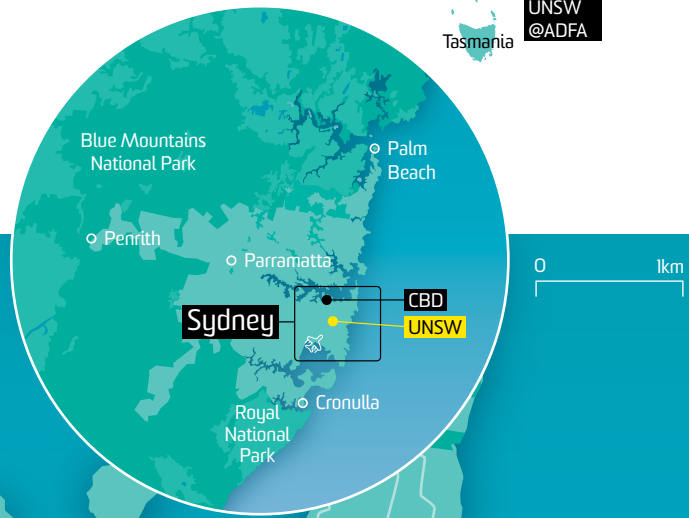 UNSW
@ADFA
Tasmania
Blue Mountains
National Park
Palm
Beach
Penrith
Parramatta
0 1km
CBD
Sydney
UNSW
Cronulla
Royal
National
Park